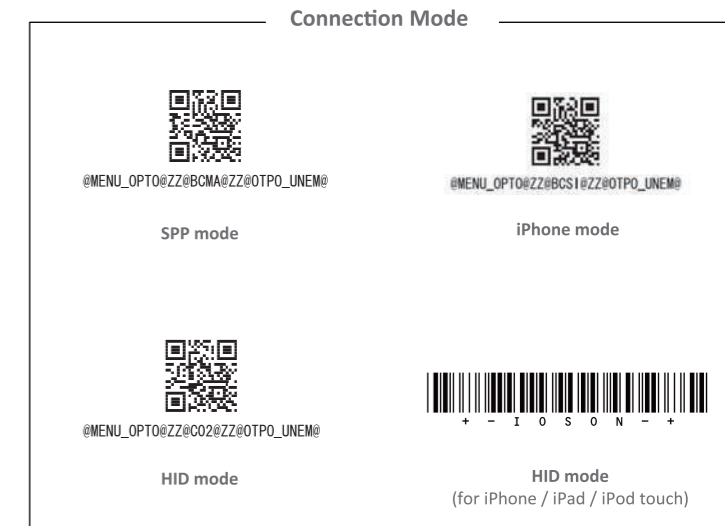 Connection Mode
@MENU_OPTO@ZZ@BCMA@ZZ@OTPO_UNEM@
SPP mode
@MENU_OPTO@ZZ@BCSI@ZZ@OTPO_UNEM@
iPhone mode
@MENU_OPTO@ZZ@CO2@ZZ@OTPO_UNEM@
HID mode
+ - I O S O N - +
HID mode
(for iPhone / iPad / iPod touch)